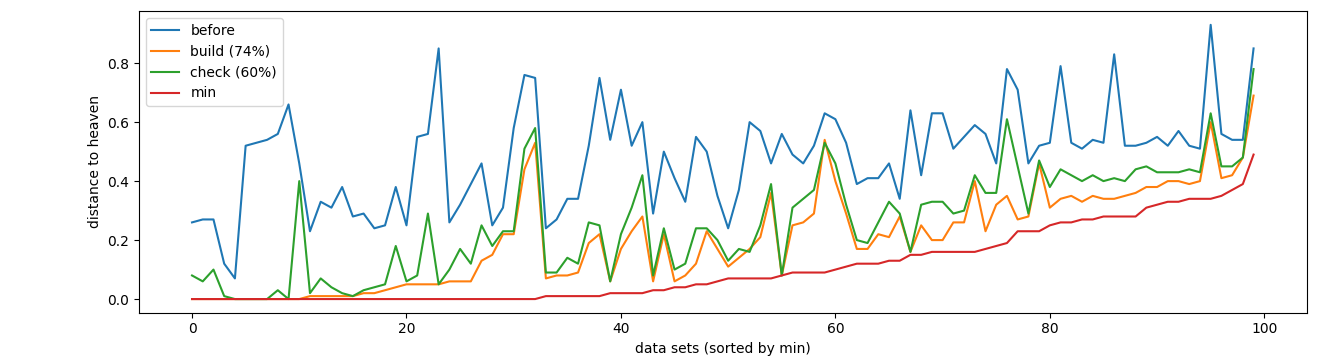 before
build (74%)
check (60%)
min
distance to heaven
0.8
0.6
0.4
0.2
0.0
0
20
40
60
80
100
data sets (sorted by min)